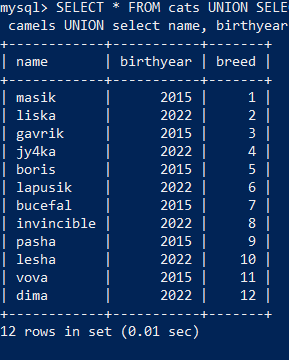 mysql> SELECT * FROM cats UNION SELE
camels UNION select name, birthyear
+------------+-----------+-------+
| name       | birthyear | breed |
+------------+-----------+-------+
| masik      |      2015 |     1 |
| liska      |      2022 |     2 |
| gavrik     |      2015 |     3 |
| jy4ka      |      2022 |     4 |
| boris      |      2015 |     5 |
| lapusik    |      2022 |     6 |
| bucefal    |      2015 |     7 |
| invincible |      2022 |     8 |
| pasha      |      2015 |     9 |
| lesha      |      2022 |    10 |
| vova       |      2015 |    11 |
| dima       |      2022 |    12 |
+------------+-----------+-------+
12 rows in set (0.01 sec)